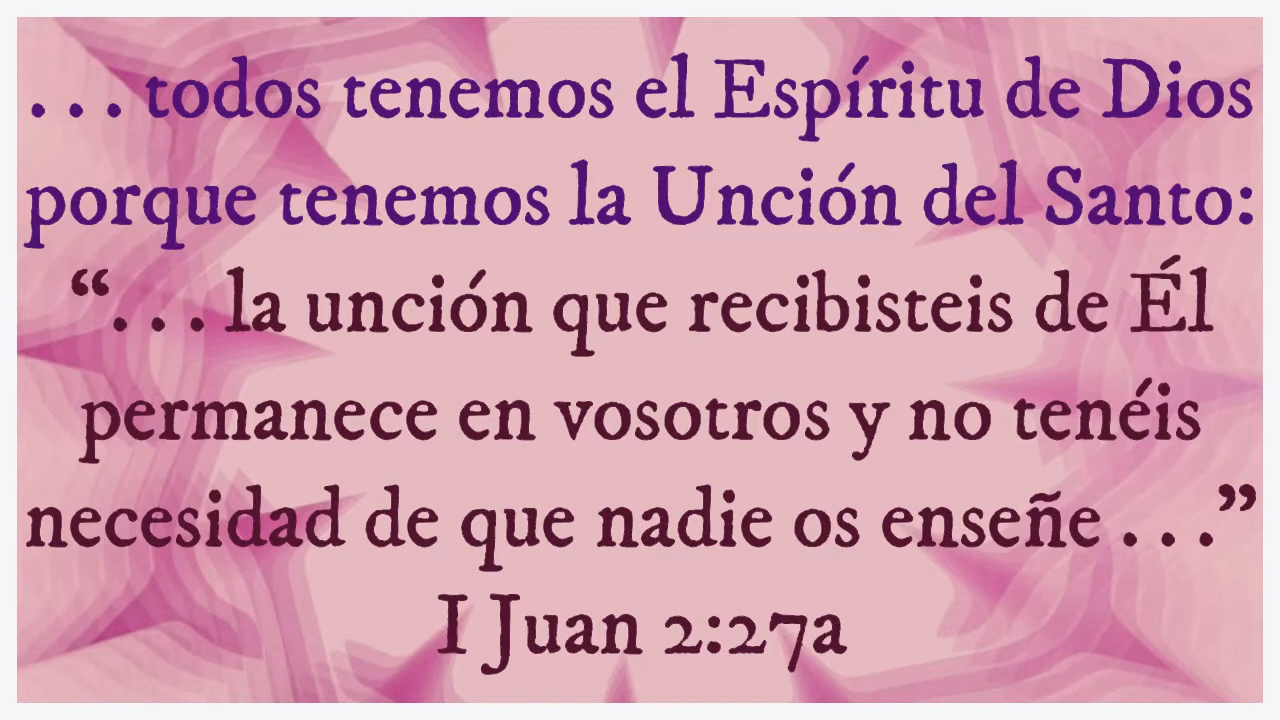 . . . todos tenemos el Espíritu de Dios
porque tenemos la Unción del Santo:
“. . . la unción que recibisteis de Él
permanece en vosotros y no tenéis
necesidad de que nadie os enseñe . . .”
I Juan 2:27a